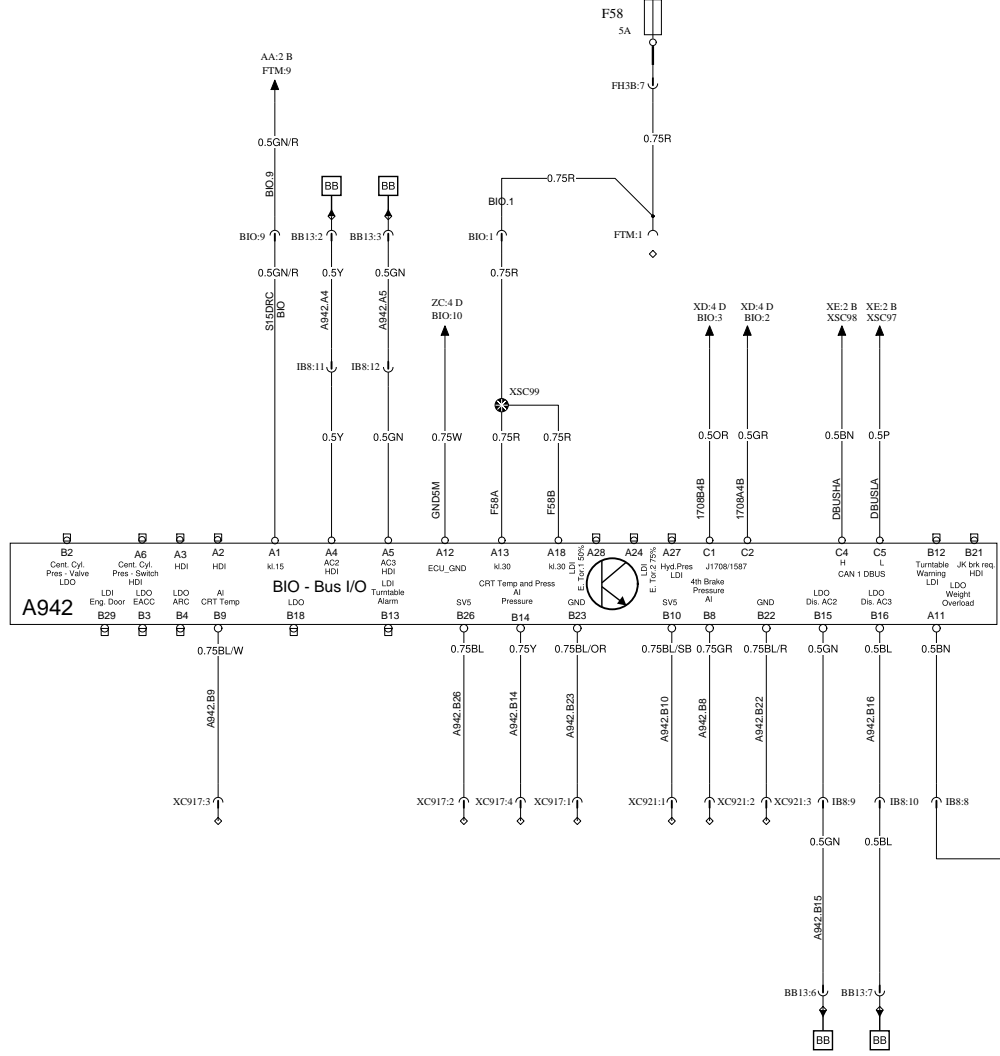 F58
5A
AA:2 B
FTM:9
FH3B:7
0.5GN/R
0.75R
BIO.9
BB
BB
0.75R
BIO.1
BIO:9
BB13:2
BB13:3
BIO:1
FTM:1
0.5GN/R
0.5Y
0.5GN
0.75R
S15DRC
BIO
A942.A4
A942.A5
ZC:4 D
BIO:10
XD:4 D
BIO:3
XD:4 D
BIO:2
XE:2 B
XSC98
XE:2 B
XSC97
IB8:11
IB8:12
XSC99
0.5Y
0.5GN
0.75W
0.75R
0.75R
0.5OR
0.5GR
0.5BN
0.5P
GND5M
F58A
F58B
1708B4B
1708A4B
DBUSHA
DBUSLA
A942
BIO - Bus I/O
B2
Cent. Cyl.
Pres - Valve
LDO
A6
Cent. Cyl.
Pres - Switch
HDI
A3
HDI
A2
HDI
A1
kl.15
A4
AC2
HDI
A5
AC3
HDI
A12
ECU_GND
A13
kl.30
A18
kl.30
A28
LDI
E. Tor.1 50%
A24
LDI
E. Tor.2 75%
A27
Hyd.Pres
LDI
C1
C2
J1708/1587
C4
H
C5
L
CAN 1 DBUS
B12
Turntable
Warning
LDI
B21
JK brk req.
HDI
LDI
Eng. Door
B29
LDO
EACC
B3
LDO
ARC
B4
AI
CRT Temp
B9
LDO
B18
LDI
Turntable
Alarm
B13
SV5
B26
CRT Temp and Press
AI
Pressure
B14
GND
B23
SV5
B10
4th Brake
Pressure
AI
B8
GND
B22
LDO
Dis. AC2
B15
LDO
Dis. AC3
B16
LDO
Weight
Overload
A11
0.75BL/W
0.75BL
0.75Y
0.75BL/OR
0.75BL/SB
0.75GR
0.75BL/R
0.5GN
0.5BL
0.5BN
A942.B9
A942.B26
A942.B14
A942.B23
A942.B10
A942.B8
A942.B22
A942.B16
XC917:3
XC917:2
XC917:4
XC917:1
XC921:1
XC921:2
XC921:3
IB8:9
IB8:10
IB8:8
0.5GN
0.5BL
A942.B15
BB13:6
BB13:7
BB
BB